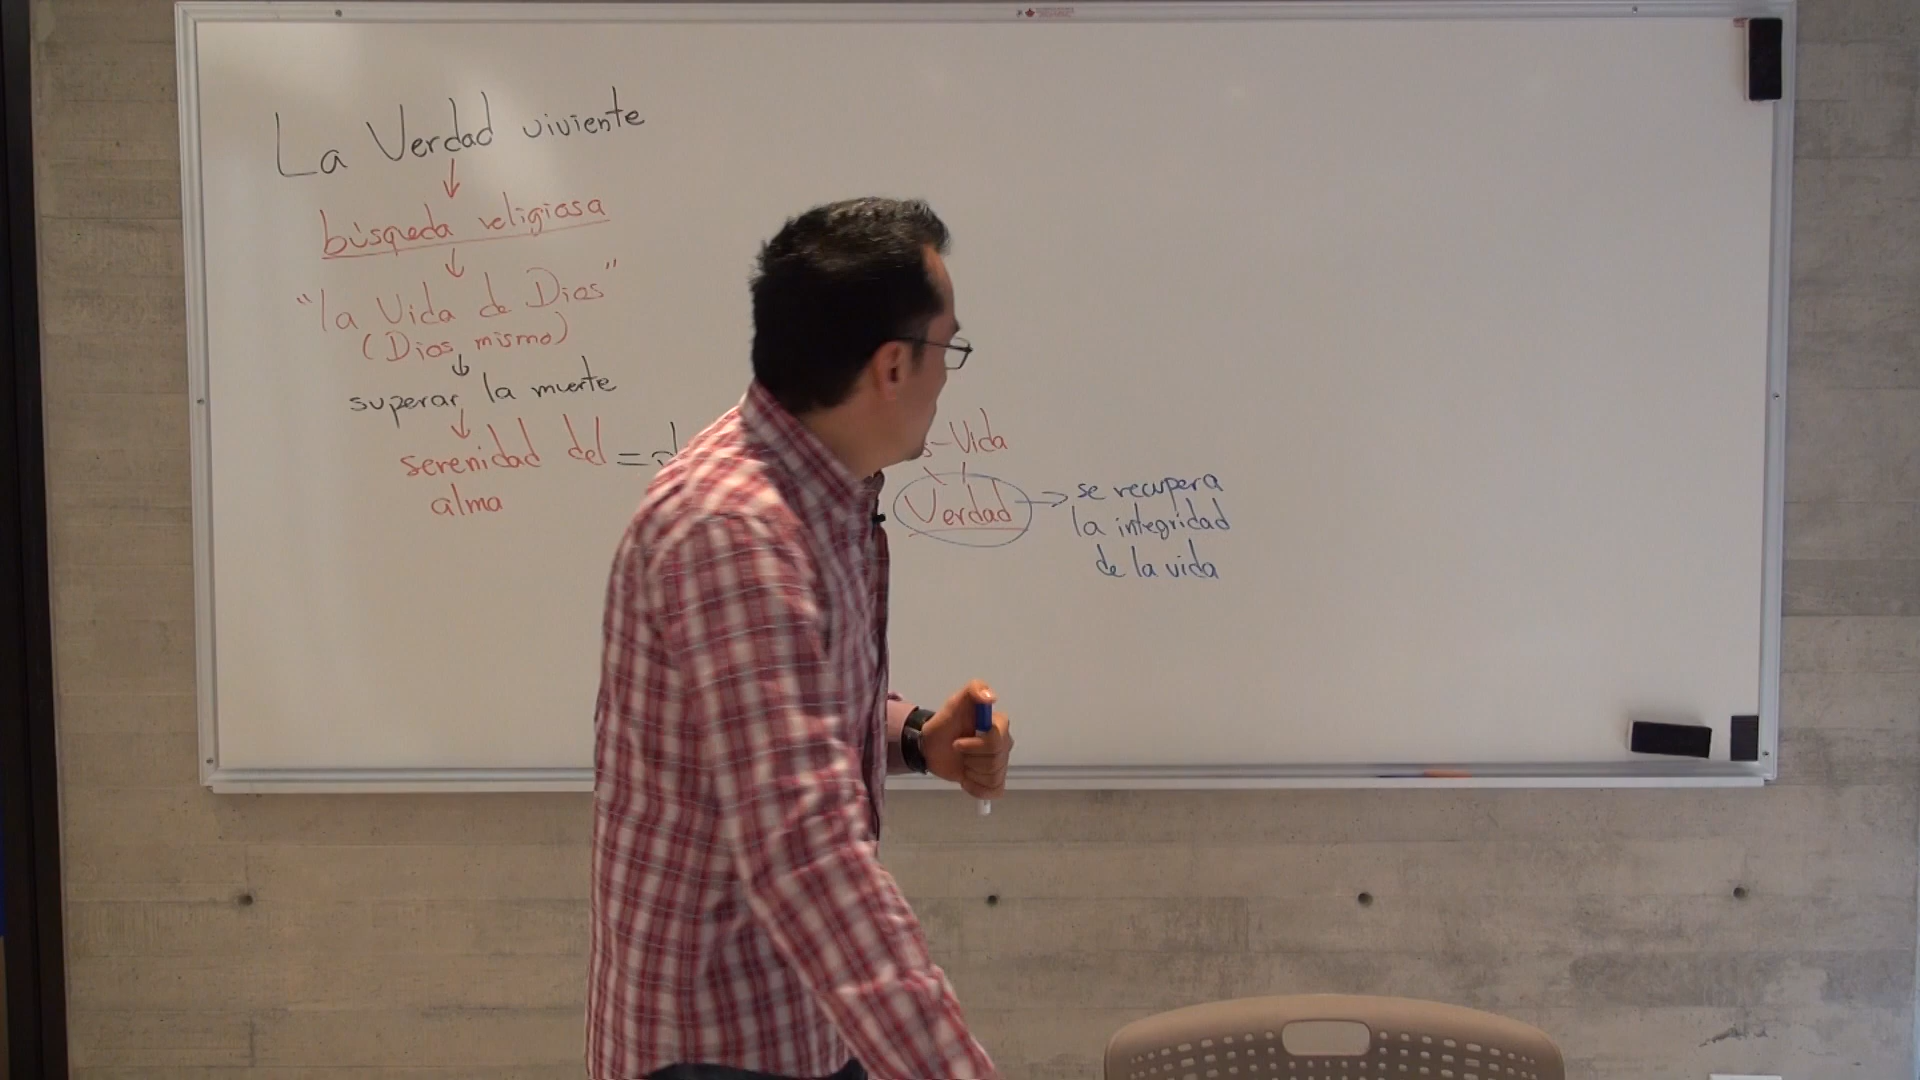 La Verdad viviente
↓
búsqueda religiosa
↓
"la Vida de Dios"
(Dios mismo)
↓
superar la muerte
↓
serenidad del =
alma
-Vida
Verdad → se recupera
la integridad
de la vida